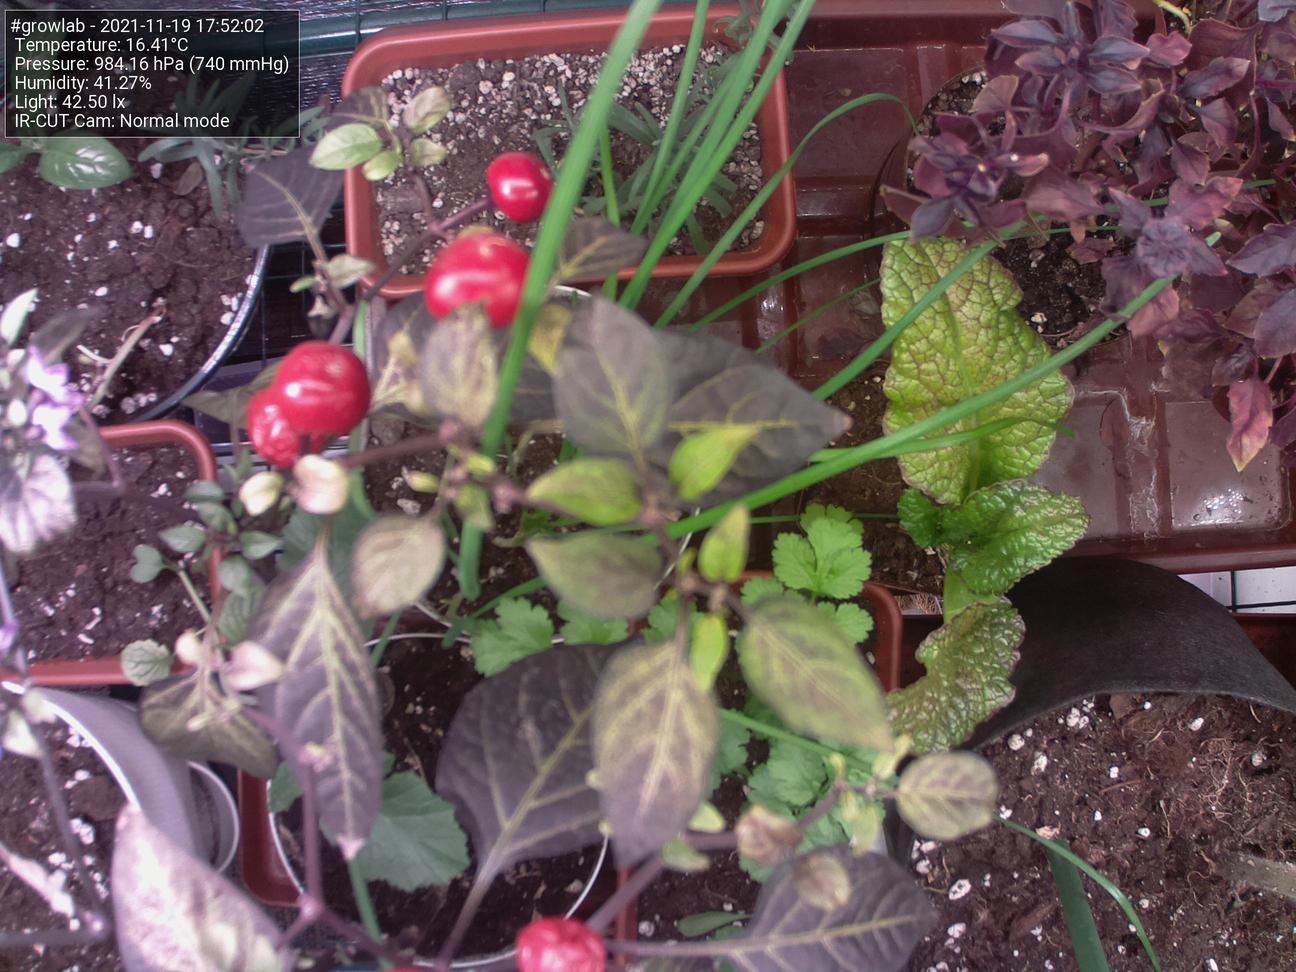 #growlab - 2021-11-19 17:52:02
Temperature: 16.41°C
Pressure: 984.16 hPa (740 mmHg)
Humidity: 41.27%
Light: 42.50 lx
IR-CUT Cam: Normal mode